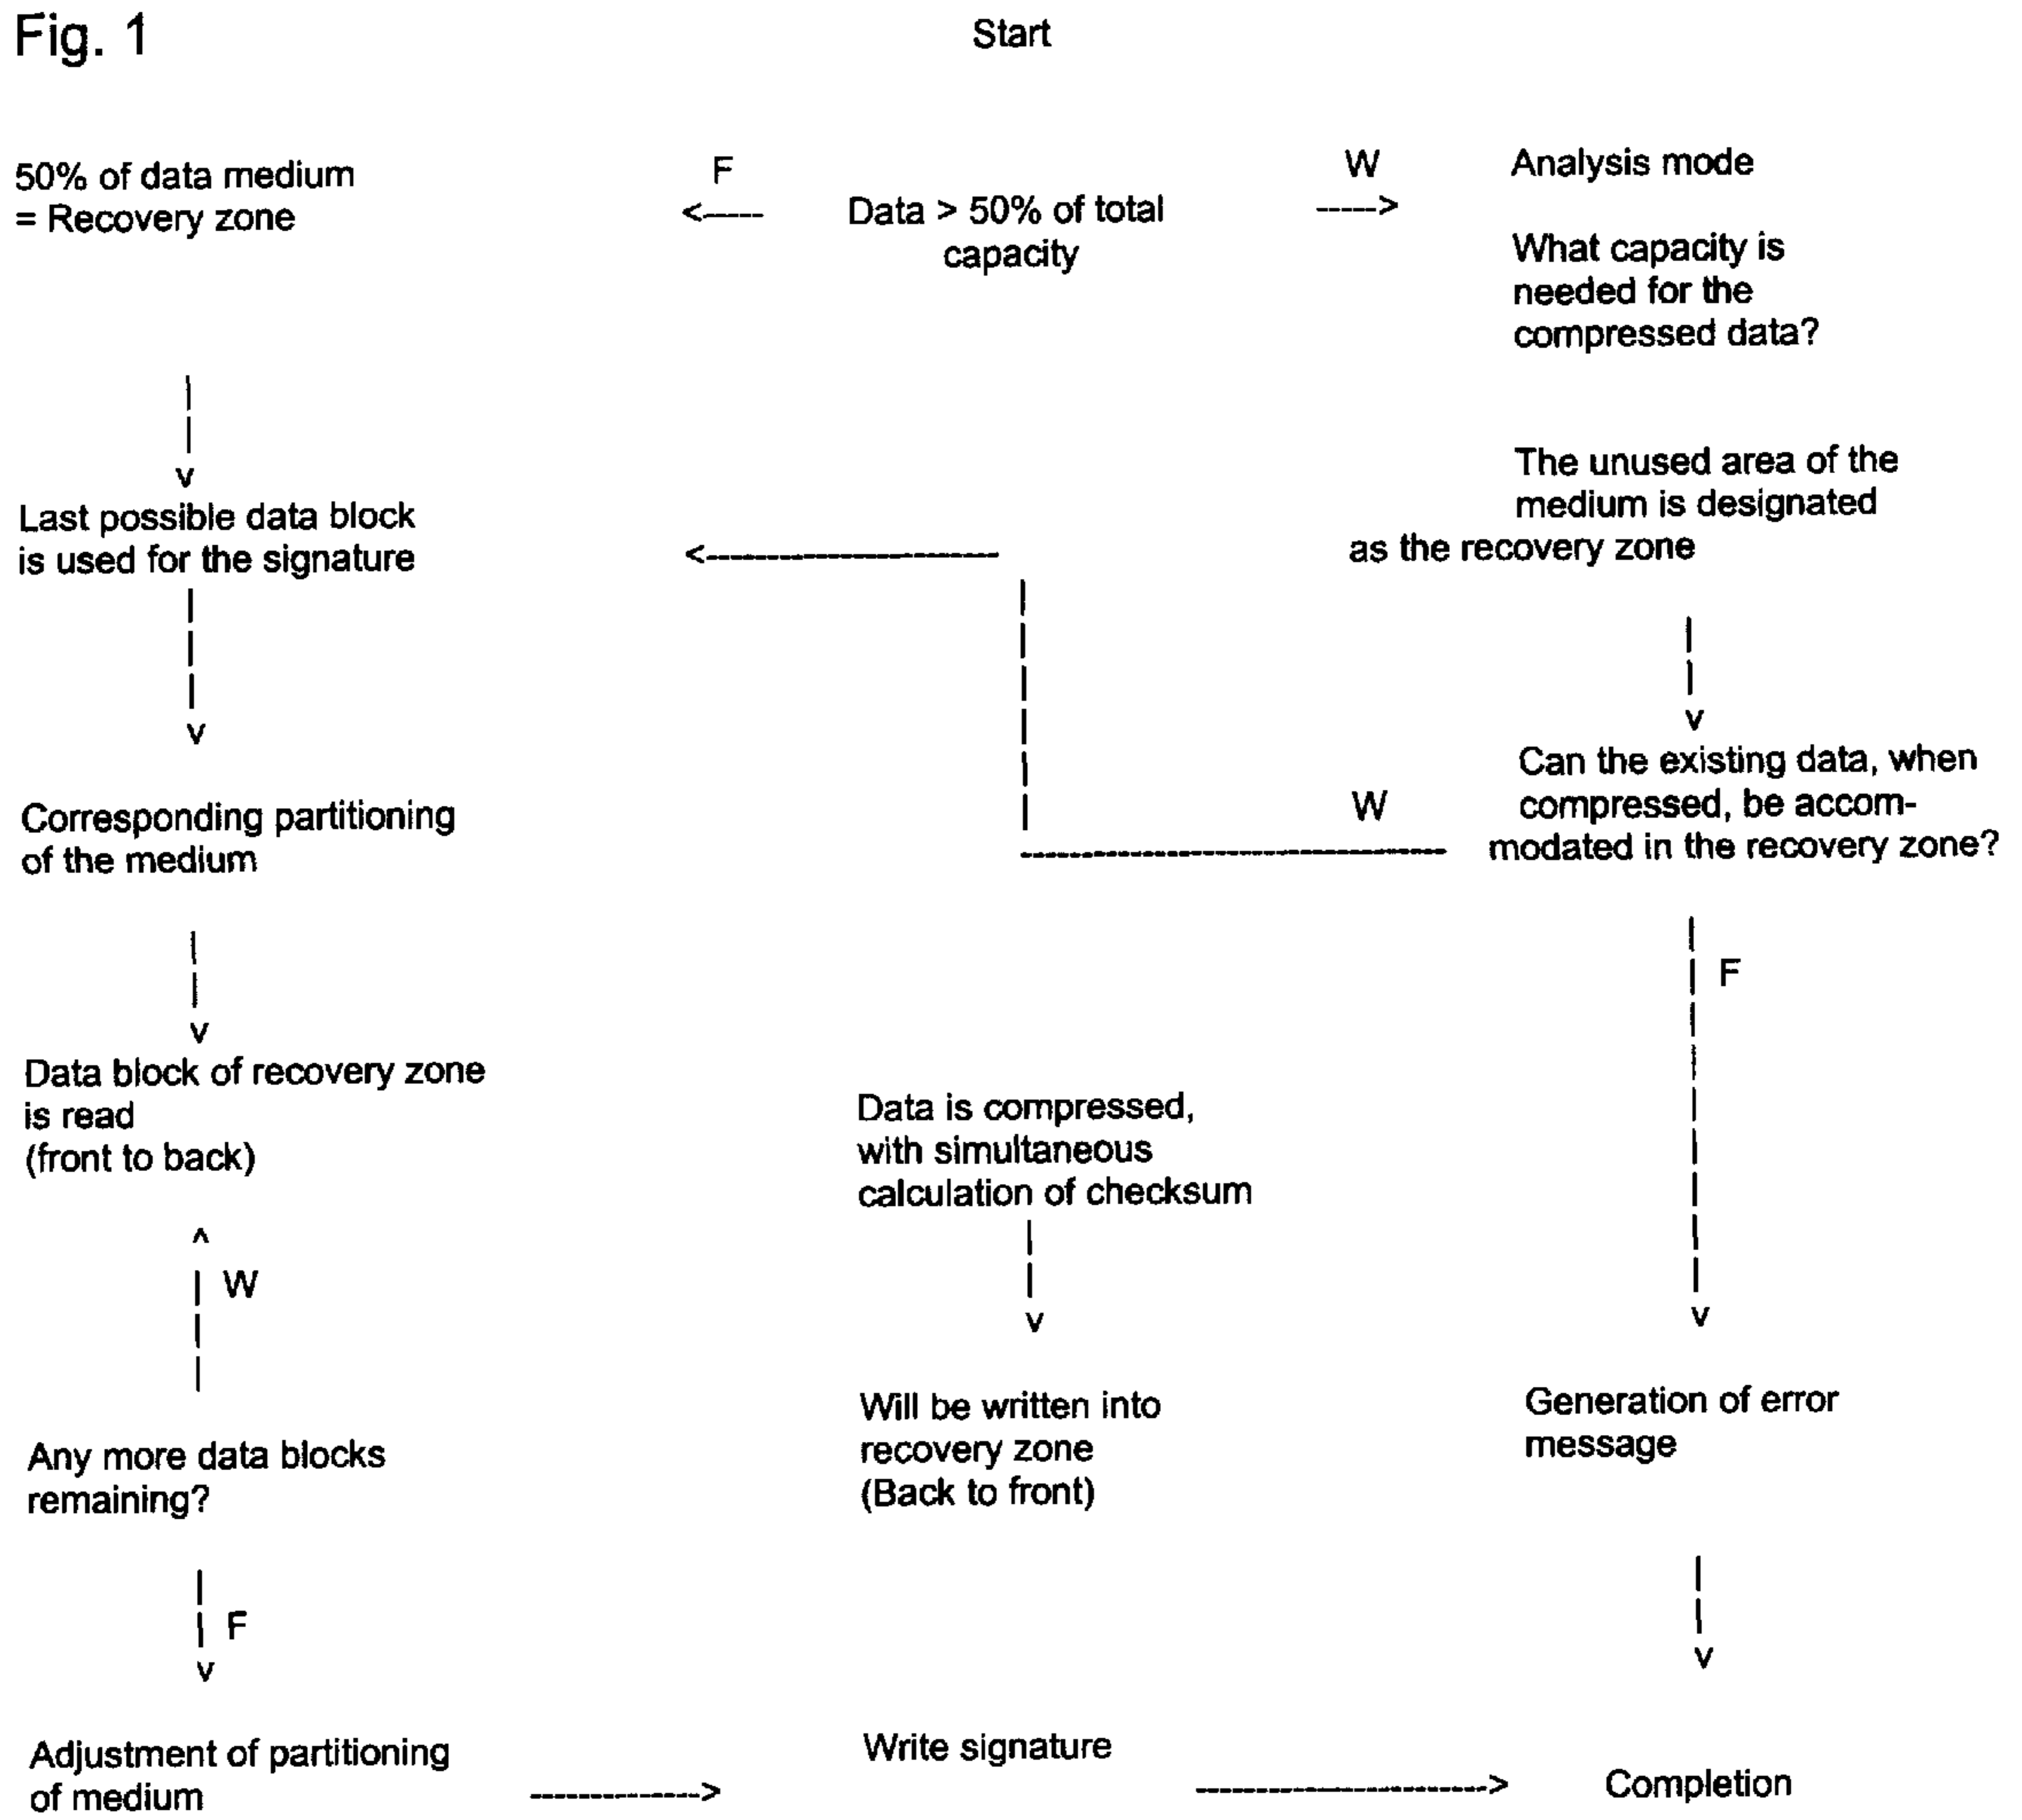 Fig. 1
Start
50% of data medium
= Recovery zone
F
Data > 50% of total
capacity
W
Analysis mode
What capacity is
needed for the
compressed data?
The unused area of the
medium is designated
as the recovery zone
Last possible data block
is used for the signature
Can the existing data, when
compressed, be accom-
modated in the recovery zone?
W
F
Corresponding partitioning
of the medium
Data block of recovery zone
is read
(front to back)
Data is compressed,
with simultaneous
calculation of checksum
W
Will be written into
recovery zone
(Back to front)
Generation of error
message
Any more data blocks
remaining?
F
Adjustment of partitioning
of medium
Write signature
Completion